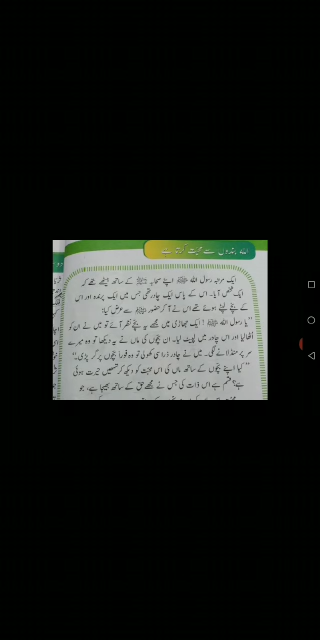 اللہ بندوں سے محبت کرتا ہے
ایک مرتبہ رسول اللہ ﷺ اپنے صحابہ کے ساتھ بیٹھے تھے کہ
ایک شخص آیا۔ اس کے پاس ایک چادر تھی جس میں ایک پرندہ اور اس
کے بچے لپٹے ہوئے تھے اس نے آ کر حضور ﷺ سے عرض کیا:
"یا رسول اللہ ﷺ! ایک جھاڑی میں مجھے یہ بچے نظر آئے تو میں نے ان کو
اٹھا لیا اور اس چادر میں لپیٹ لیا۔ ان بچوں کی ماں نے یہ دیکھا تو وہ میرے
سر پر منڈلانے لگی۔ میں نے چادر ذرا سی کھولی تو وہ فوراً بچوں پر گر پڑی۔"
"کیا اپنے بچوں کے ساتھ ماں کی اس محبت کو دیکھ کر تمھیں حیرت ہوئی
ہے؟ قسم ہے اس ذات کی جس نے مجھے حق کے ساتھ بھیجا ہے، جو